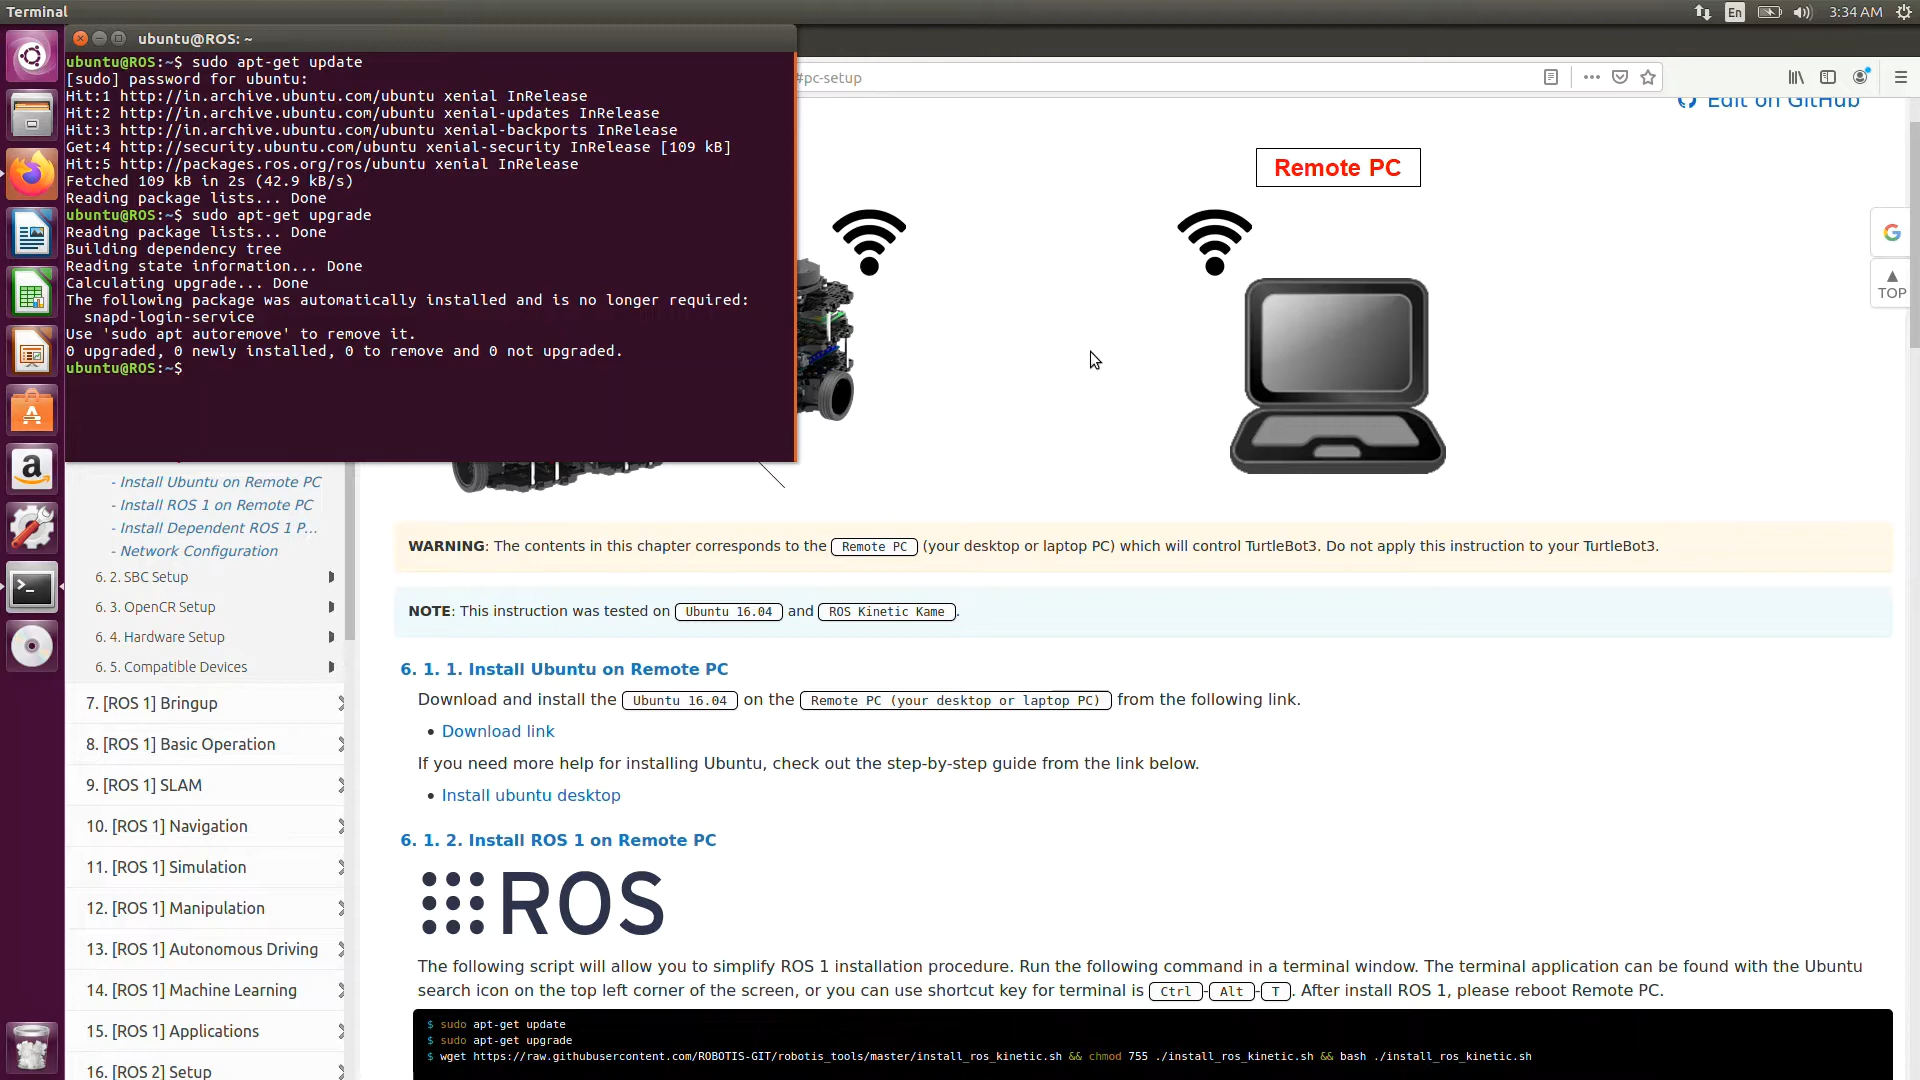 Terminal
En
3:34 AM
ubuntu@ROS: ~
ubuntu@ROS:~$ sudo apt-get update
[sudo] password for ubuntu:
Hit:1 http://in.archive.ubuntu.com/ubuntu xenial InRelease
Hit:2 http://in.archive.ubuntu.com/ubuntu xenial-updates InRelease
Hit:3 http://in.archive.ubuntu.com/ubuntu xenial-backports InRelease
Get:4 http://security.ubuntu.com/ubuntu xenial-security InRelease [109 kB]
Hit:5 http://packages.ros.org/ros/ubuntu xenial InRelease
Fetched 109 kB in 2s (42.9 kB/s)
Reading package lists... Done
ubuntu@ROS:~$ sudo apt-get upgrade
Reading package lists... Done
Building dependency tree
Reading state information... Done
Calculating upgrade... Done
The following package was automatically installed and is no longer required:
  snapd-login-service
Use 'sudo apt autoremove' to remove it.
0 upgraded, 0 newly installed, 0 to remove and 0 not upgraded.
ubuntu@ROS:~$
#pc-setup
Edit on GitHub
Remote PC
G
TOP
- Install Ubuntu on Remote PC
- Install ROS 1 on Remote PC
- Install Dependent ROS 1 P...
- Network Configuration
6. 2. SBC Setup
6. 3. OpenCR Setup
6. 4. Hardware Setup
6. 5. Compatible Devices
7. [ROS 1] Bringup
8. [ROS 1] Basic Operation
9. [ROS 1] SLAM
10. [ROS 1] Navigation
11. [ROS 1] Simulation
12. [ROS 1] Manipulation
13. [ROS 1] Autonomous Driving
14. [ROS 1] Machine Learning
15. [ROS 1] Applications
16. [ROS 2] Setup
WARNING: The contents in this chapter corresponds to the Remote PC (your desktop or laptop PC) which will control TurtleBot3. Do not apply this instruction to your TurtleBot3.
NOTE: This instruction was tested on Ubuntu 16.04 and ROS Kinetic Kame.
6. 1. 1. Install Ubuntu on Remote PC
Download and install the Ubuntu 16.04 on the Remote PC (your desktop or laptop PC) from the following link.
• Download link
If you need more help for installing Ubuntu, check out the step-by-step guide from the link below.
• Install ubuntu desktop
6. 1. 2. Install ROS 1 on Remote PC
ROS
The following script will allow you to simplify ROS 1 installation procedure. Run the following command in a terminal window. The terminal application can be found with the Ubuntu
search icon on the top left corner of the screen, or you can use shortcut key for terminal is Ctrl-Alt-T. After install ROS 1, please reboot Remote PC.
$ sudo apt-get update
$ sudo apt-get upgrade
$ wget https://raw.githubusercontent.com/ROBOTIS-GIT/robotis_tools/master/install_ros_kinetic.sh && chmod 755 ./install_ros_kinetic.sh && bash ./install_ros_kinetic.sh